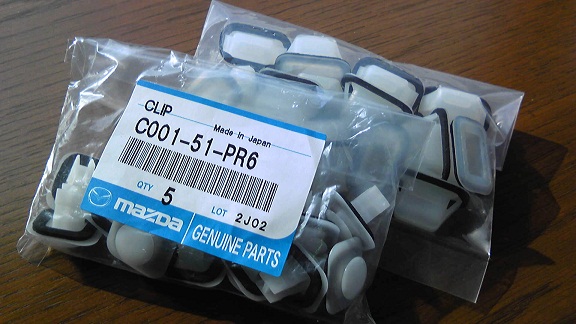 CLIP
Made in Japan
C001-51-PR6
QTY 5 LOT 2J02
mazda GENUINE PARTS